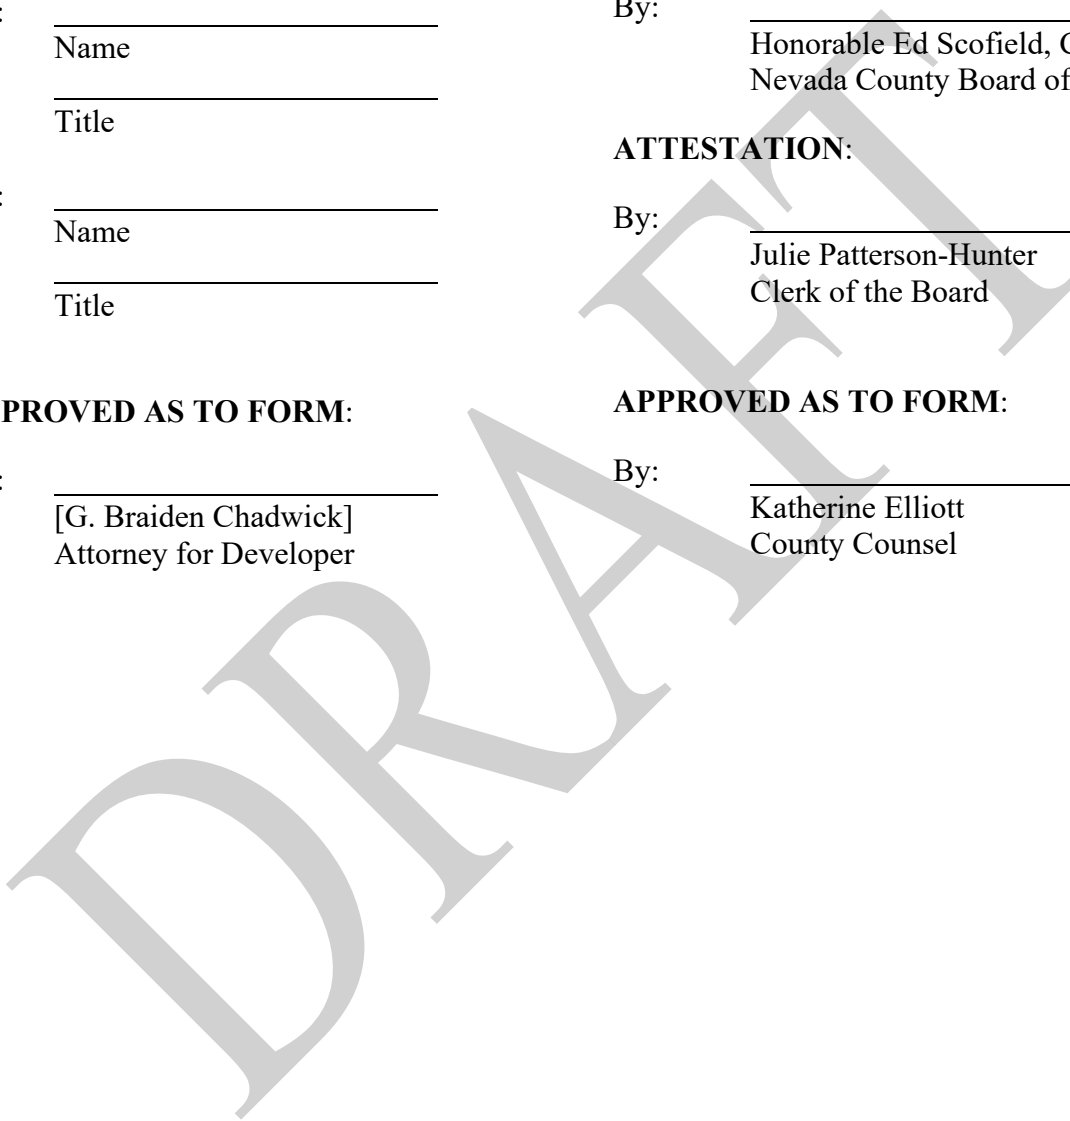 :
Name
Title
:
Name
Title
PROVED AS TO FORM:
:
[G. Braiden Chadwick]
Attorney for Developer
By:
Honorable Ed Scofield,
Nevada County Board of
ATTESTATION:
By:
Julie Patterson-Hunter
Clerk of the Board
APPROVED AS TO FORM:
By:
Katherine Elliott
County Counsel
DRAFT